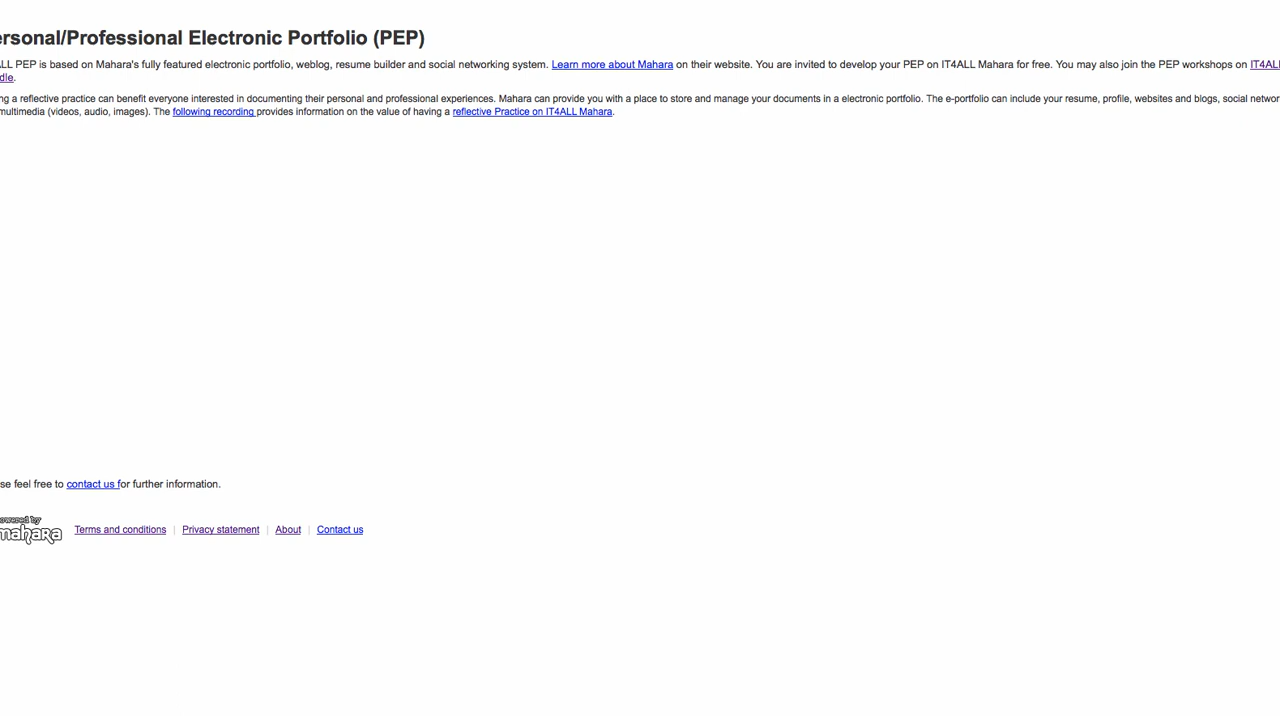 ersonal/Professional Electronic Portfolio (PEP)
LL PEP is based on Mahara's fully featured electronic portfolio, weblog, resume builder and social networking system. Learn more about Mahara on their website. You are invited to develop your PEP on IT4ALL Mahara for free. You may also join the PEP workshops on IT4ALL
dle.
ng a reflective practice can benefit everyone interested in documenting their personal and professional experiences. Mahara can provide you with a place to store and manage your documents in a electronic portfolio. The e-portfolio can include your resume, profile, websites and blogs, social networ
multimedia (videos, audio, images). The following recording provides information on the value of having a reflective Practice on IT4ALL Mahara.
se feel free to contact us for further information.
owered by
mahara
Terms and conditions | Privacy statement | About | Contact us